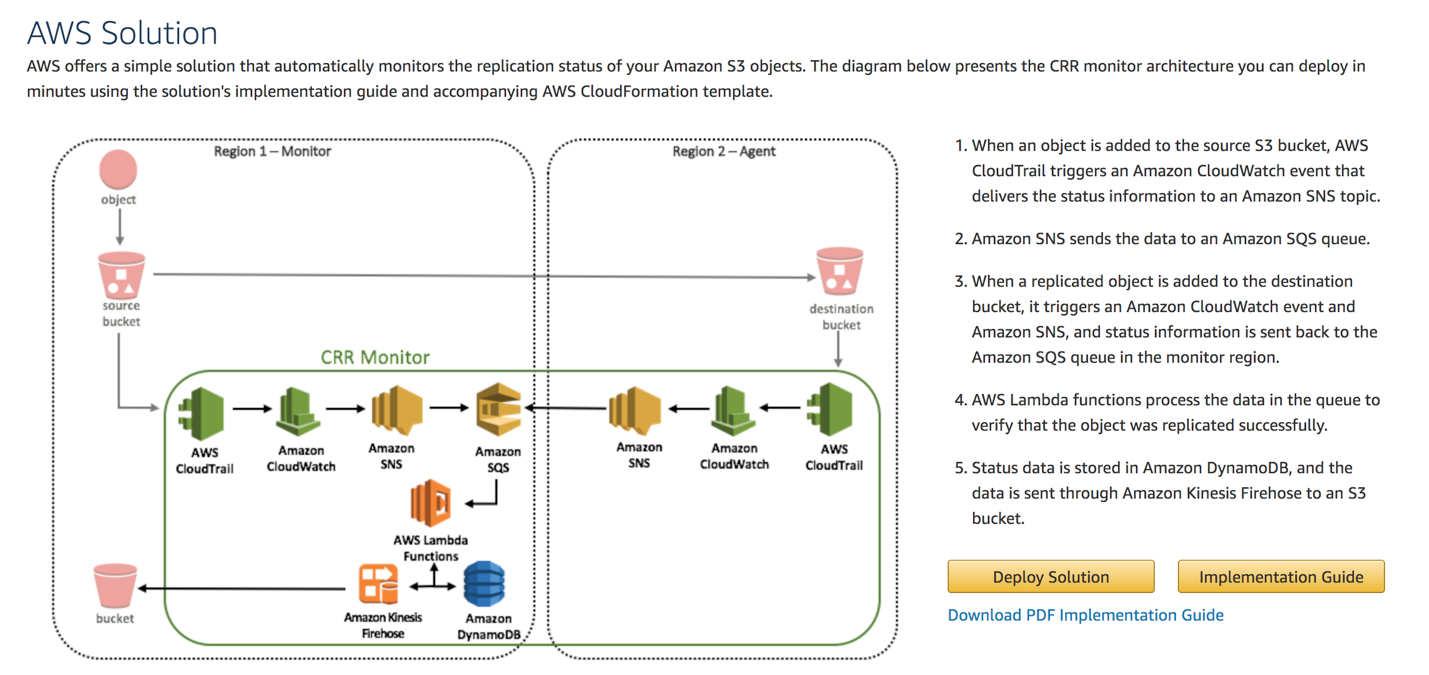 AWS Solution
AWS offers a simple solution that automatically monitors the replication status of your Amazon S3 objects. The diagram below presents the CRR monitor architecture you can deploy in
minutes using the solution's implementation guide and accompanying AWS CloudFormation template.
Region 1 – Monitor
Region 2 – Agent
object
source
bucket
destination
bucket
CRR Monitor
AWS
CloudTrail
Amazon
CloudWatch
Amazon
SNS
Amazon
SQS
Amazon
SNS
Amazon
CloudWatch
AWS
CloudTrail
AWS Lambda
Functions
bucket
Amazon Kinesis
Firehose
Amazon
DynamoDB
1. When an object is added to the source S3 bucket, AWS
CloudTrail triggers an Amazon CloudWatch event that
delivers the status information to an Amazon SNS topic.
2. Amazon SNS sends the data to an Amazon SQS queue.
3. When a replicated object is added to the destination
bucket, it triggers an Amazon CloudWatch event and
Amazon SNS, and status information is sent back to the
Amazon SQS queue in the monitor region.
4. AWS Lambda functions process the data in the queue to
verify that the object was replicated successfully.
5. Status data is stored in Amazon DynamoDB, and the
data is sent through Amazon Kinesis Firehose to an S3
bucket.
Deploy Solution
Implementation Guide
Download PDF Implementation Guide